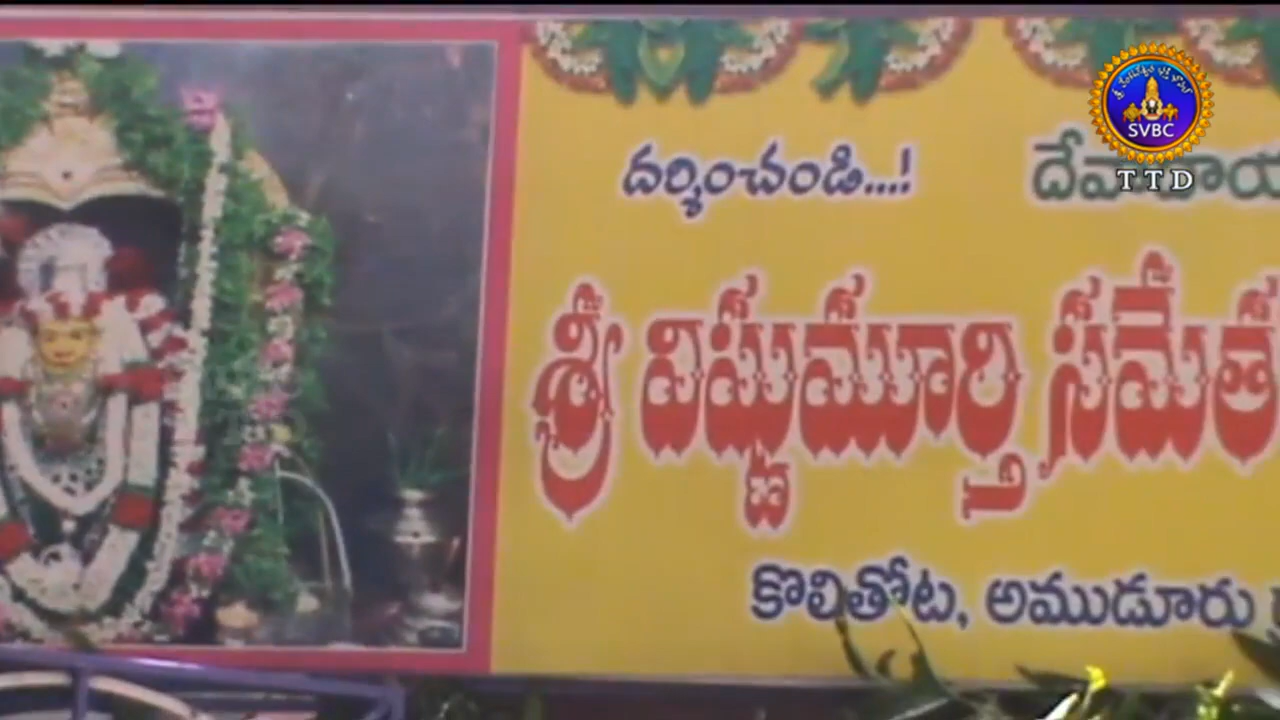 దర్శించండి....!
శ్రీ విష్ణుమూర్తి సమేత
కొలితోట, అముడూరు
SVBC
TTD